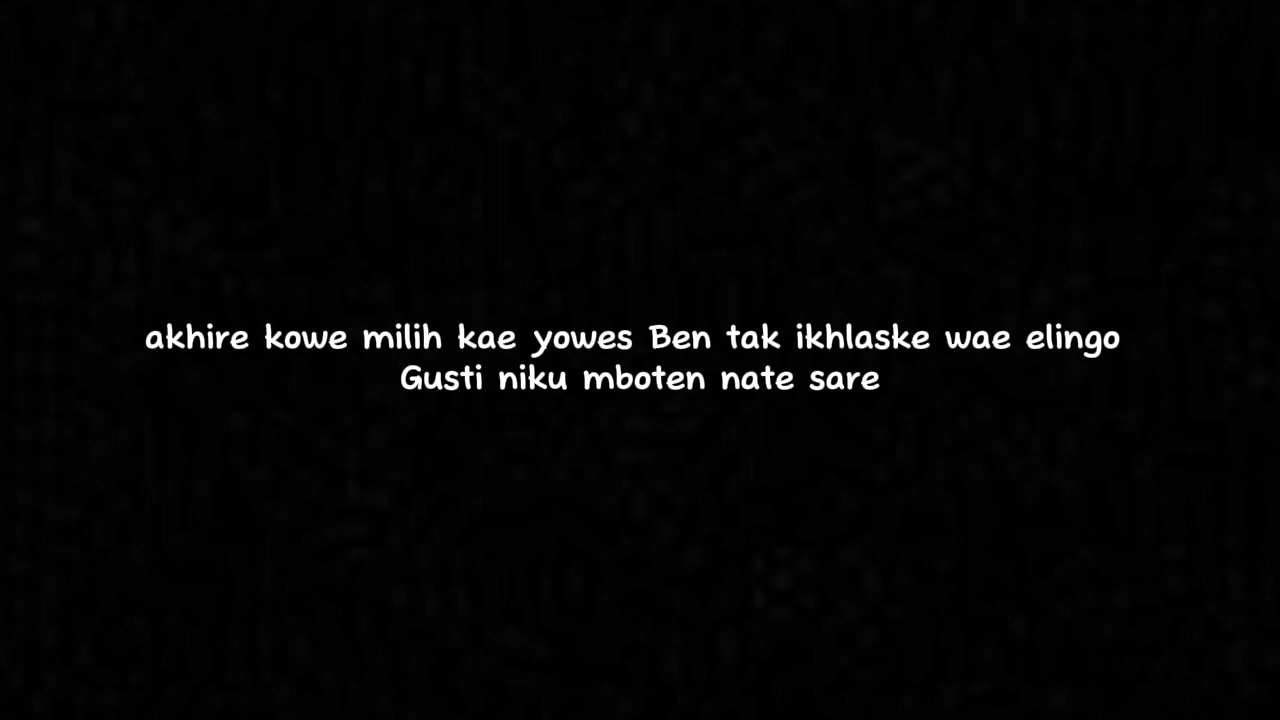 akhire kowe milih kae yowes Ben tak ikhlaske wae elingo
Gusti niku mboten nate sare